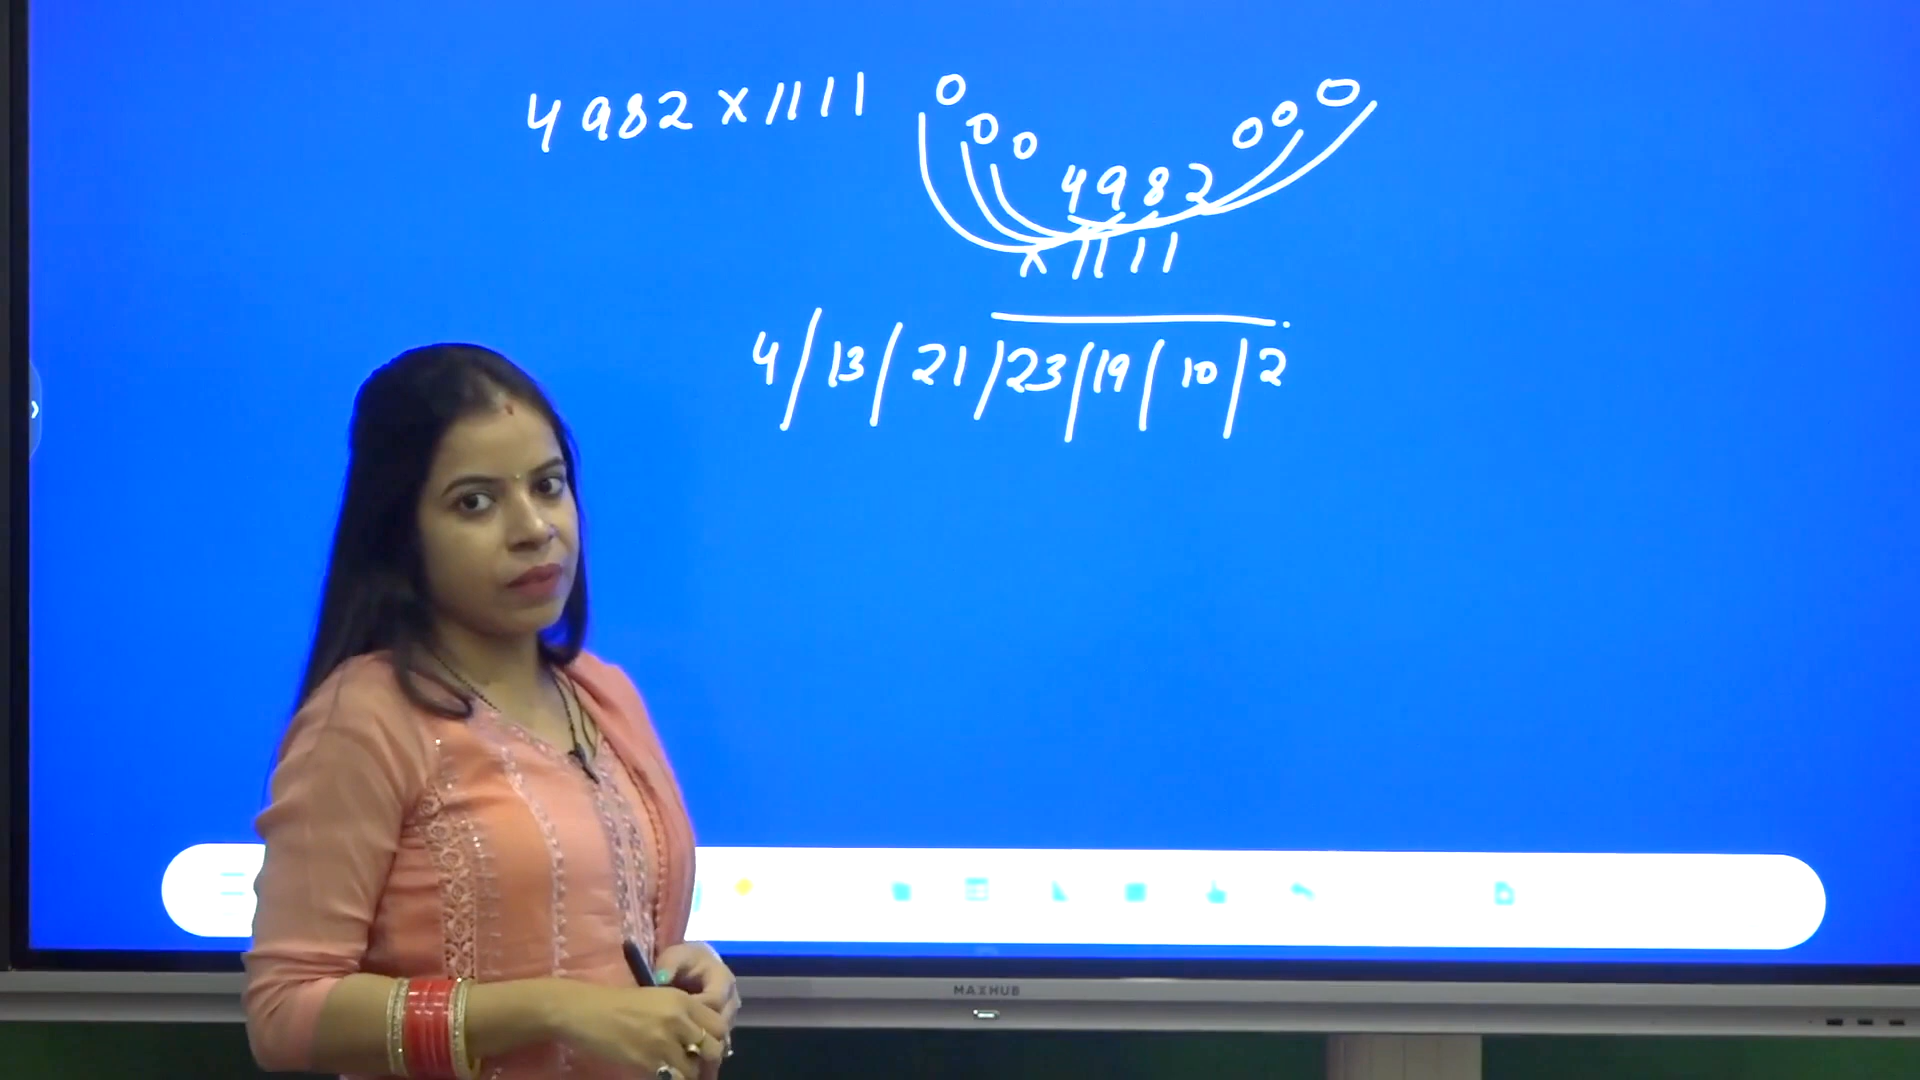 4982 × 1111
0 0 0 4982 0 0 0
× 1111
4/13/21/23/19/10/2
MAXHUB